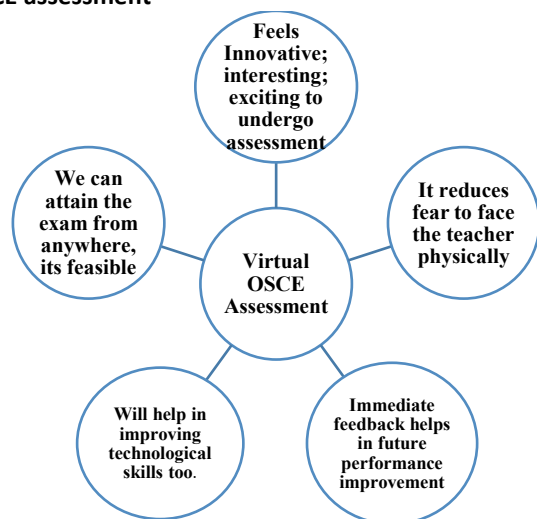 assessment
Feels
Innovative;
interesting;
exciting to
undergo
assessment
We can
attain the
exam from
anywhere,
its feasible
It reduces
fear to face
the teacher
physically
Virtual
OSCE
Assessment
Will help in
improving
technological
skills too.
Immediate
feedback helps
in future
performance
improvement